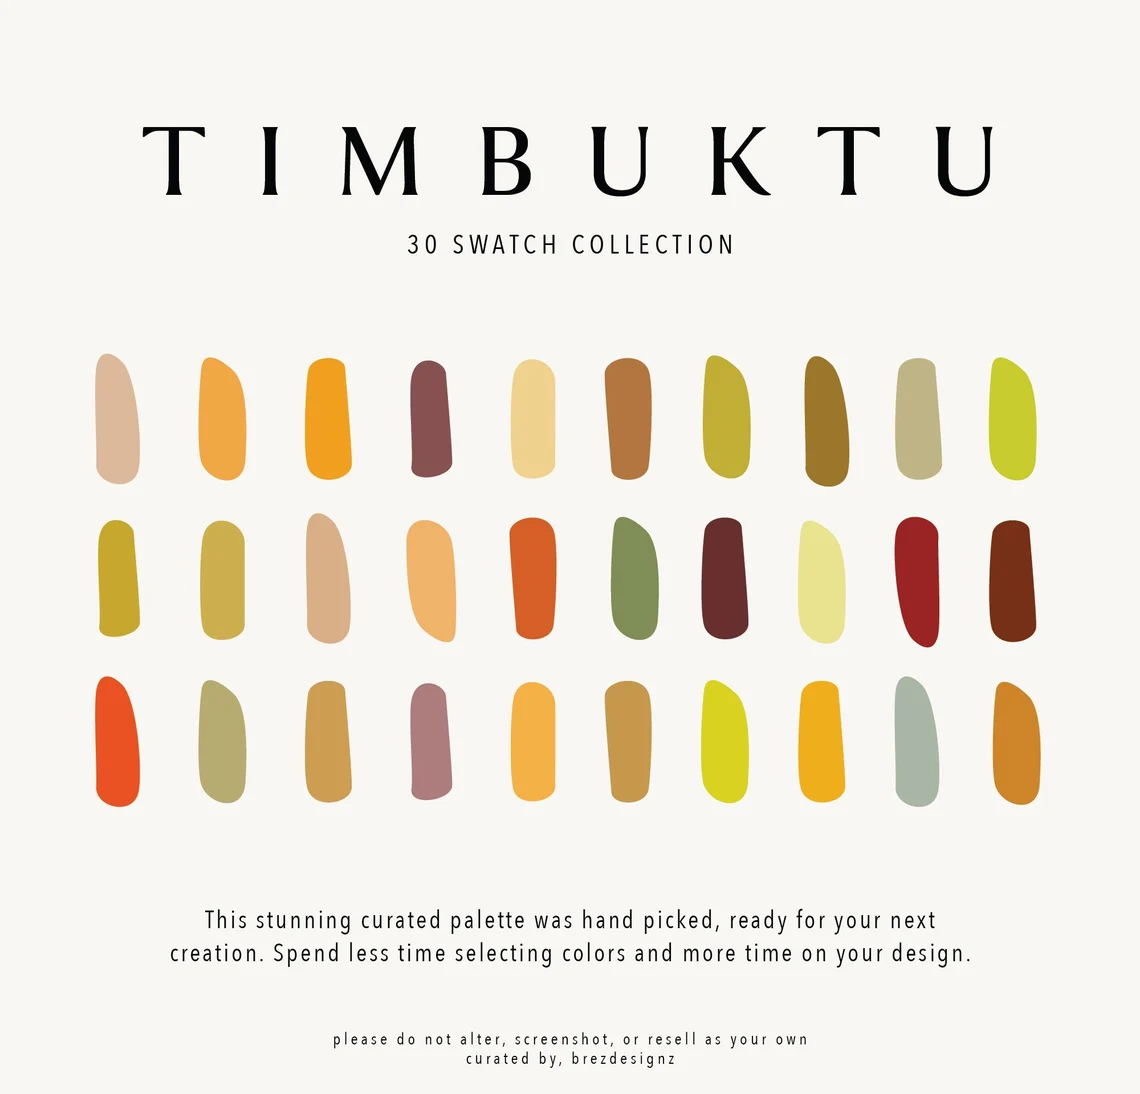 TIMBUKTU
30 SWATCH COLLECTION
This stunning curated palette was hand picked, ready for your next
creation. Spend less time selecting colors and more time on your design.
please do not alter, screenshot, or resell as your own
curated by, brezdesignz